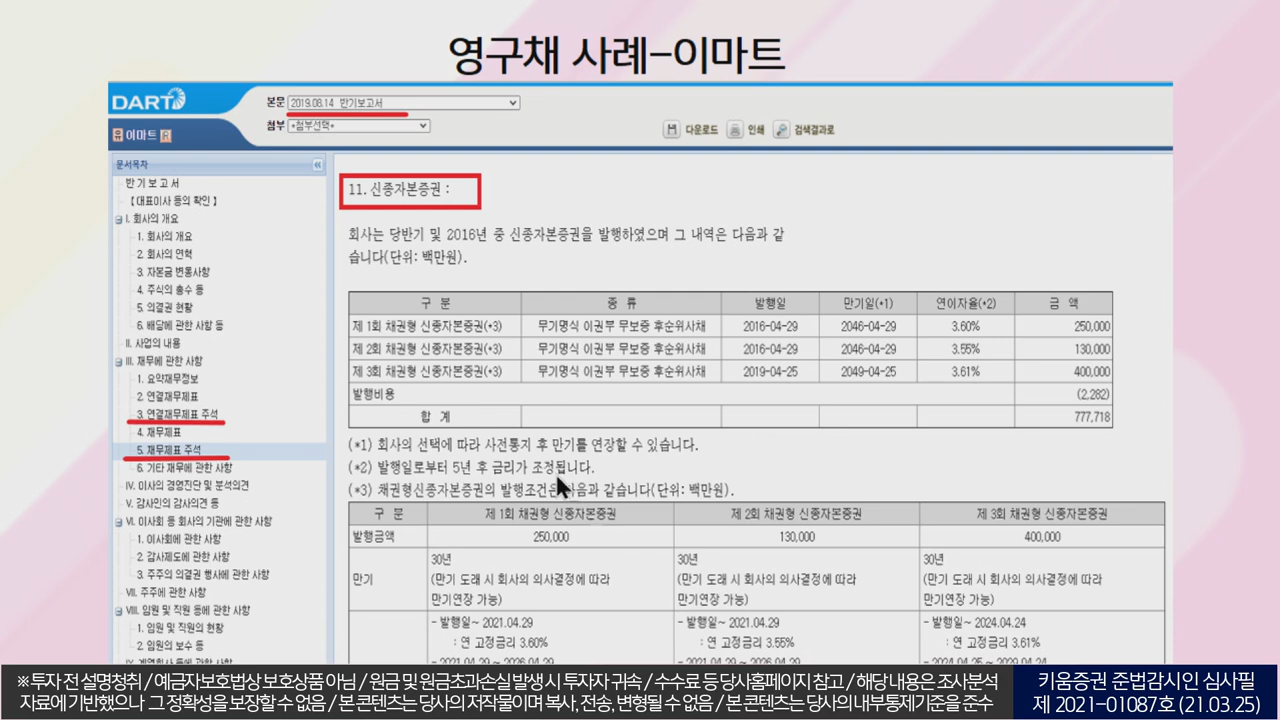 영구채 사례-이마트
DART
본문 2019.08.14 반기보고서
첨부 *첨부선택*
다운로드 인쇄 검색결과로
유 이마트
문서목차
반 기 보 고 서
【 대표이사 등의 확인 】
I. 회사의 개요
1. 회사의 개요
2. 회사의 연혁
3. 자본금 변동사항
4. 주식의 총수 등
5. 의결권 현황
6. 배당에 관한 사항 등
II. 사업의 내용
III. 재무에 관한 사항
1. 요약재무정보
2. 연결재무제표
3. 연결재무제표 주석
4. 재무제표
5. 재무제표 주석
6. 기타 재무에 관한 사항
IV. 이사의 경영진단 및 분석의견
V. 감사인의 감사의견 등
VI. 이사회 등 회사의 기관에 관한 사항
1. 이사회에 관한 사항
2. 감사제도에 관한 사항
3. 주주의 의결권 행사에 관한 사항
VII. 주주에 관한 사항
VIII. 임원 및 직원 등에 관한 사항
1. 임원 및 직원의 현황
2. 임원의 보수 등
IX. 계열회사 등에 관한 사항
11. 신종자본증권 :
회사는 당반기 및 2016년 중 신종자본증권을 발행하였으며 그 내역은 다음과 같
습니다(단위: 백만원).
구 분 종 류 발행일 만기일(*1) 연이자율(*2) 금 액
제 1회 채권형 신종자본증권(*3) 무기명식 이권부 무보증 후순위사채 2016-04-29 2046-04-29 3.60% 250,000
제 2회 채권형 신종자본증권(*3) 무기명식 이권부 무보증 후순위사채 2016-04-29 2046-04-29 3.55% 130,000
제 3회 채권형 신종자본증권(*3) 무기명식 이권부 무보증 후순위사채 2019-04-25 2049-04-25 3.61% 400,000
발행비용 (2,282)
합 계 777,718
(*1) 회사의 선택에 따라 사전통지 후 만기를 연장할 수 있습니다.
(*2) 발행일로부터 5년 후 금리가 조정됩니다.
(*3) 채권형신종자본증권의 발행조건은 다음과 같습니다(단위: 백만원).
구 분 제 1회 채권형 신종자본증권 제 2회 채권형 신종자본증권 제 3회 채권형 신종자본증권
발행금액 250,000 130,000 400,000
30년 30년 30년
만기 (만기 도래 시 회사의 의사결정에 따라 (만기 도래 시 회사의 의사결정에 따라 (만기 도래 시 회사의 의사결정에 따라
만기연장 가능) 만기연장 가능) 만기연장 가능)
- 발행일~ 2021.04.29 - 발행일~ 2021.04.29 - 발행일~ 2024.04.24
: 연 고정금리 3.60% : 연 고정금리 3.55% : 연 고정금리 3.61%
- 2021.04.29 ~ 2026.04.29 - 2021.04.29 ~ 2026.04.29 - 2024.04.25 ~ 2029.04.24
※ 투자 전 설명청취 / 예금자보호법상 보호상품 아님 / 원금 및 원금초과손실 발생 시 투자자 귀속 / 수수료 등 당사홈페이지 참고 / 해당 내용은 조사분석
자료에 기반했으나 그 정확성을 보장할 수 없음 / 본 콘텐츠는 당사의 저작물이며 복사, 전송, 변형될 수 없음 / 본 콘텐츠는 당사의 내부통제기준을 준수
키움증권 준법감시인 심사필
제 2021-01087호 (21.03.25)